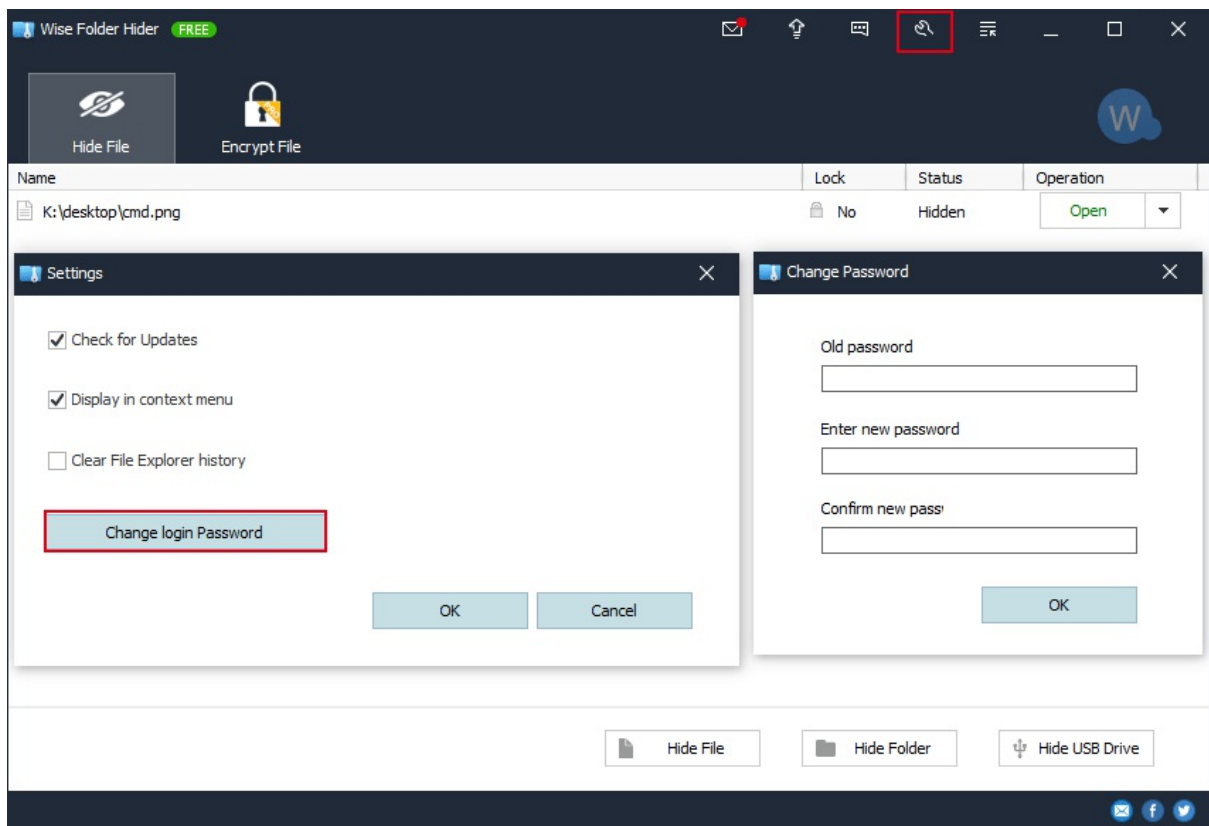 Wise Folder Hider FREE
Hide File
Encrypt File
W
Name Lock Status Operation
K:\desktop\cmd.png No Hidden Open
Settings
Check for Updates
Display in context menu
Clear File Explorer history
Change login Password
OK Cancel
Change Password
Old password
Enter new password
Confirm new pass
OK
Hide File Hide Folder Hide USB Drive